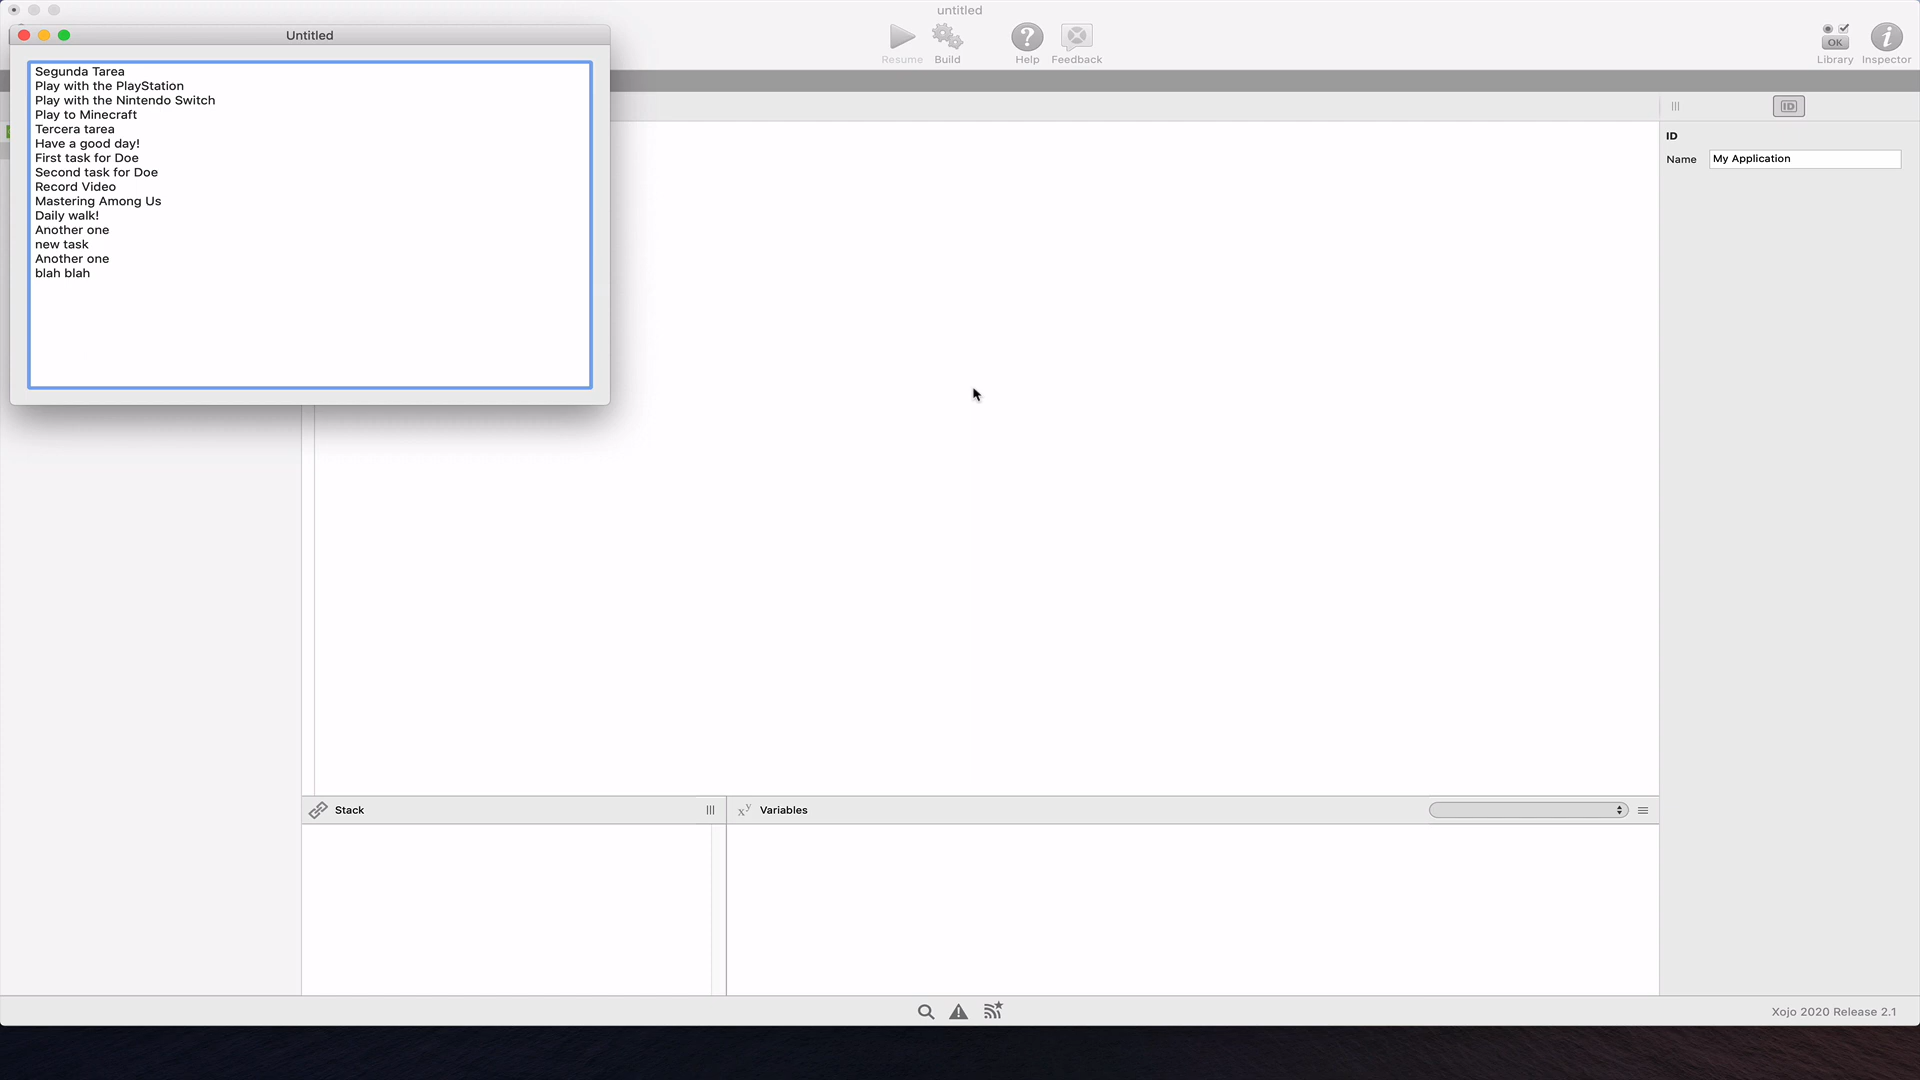 untitled
Untitled
Resume
Build
Help
Feedback
OK
Library
Inspector
Segunda Tarea
Play with the PlayStation
Play with the Nintendo Switch
Play to Minecraft
Tercera tarea
Have a good day!
First task for Doe
Second task for Doe
Record Video
Mastering Among Us
Daily walk!
Another one
new task
Another one
blah blah
ID
ID
Name My Application
Stack
xy Variables
Xojo 2020 Release 2.1